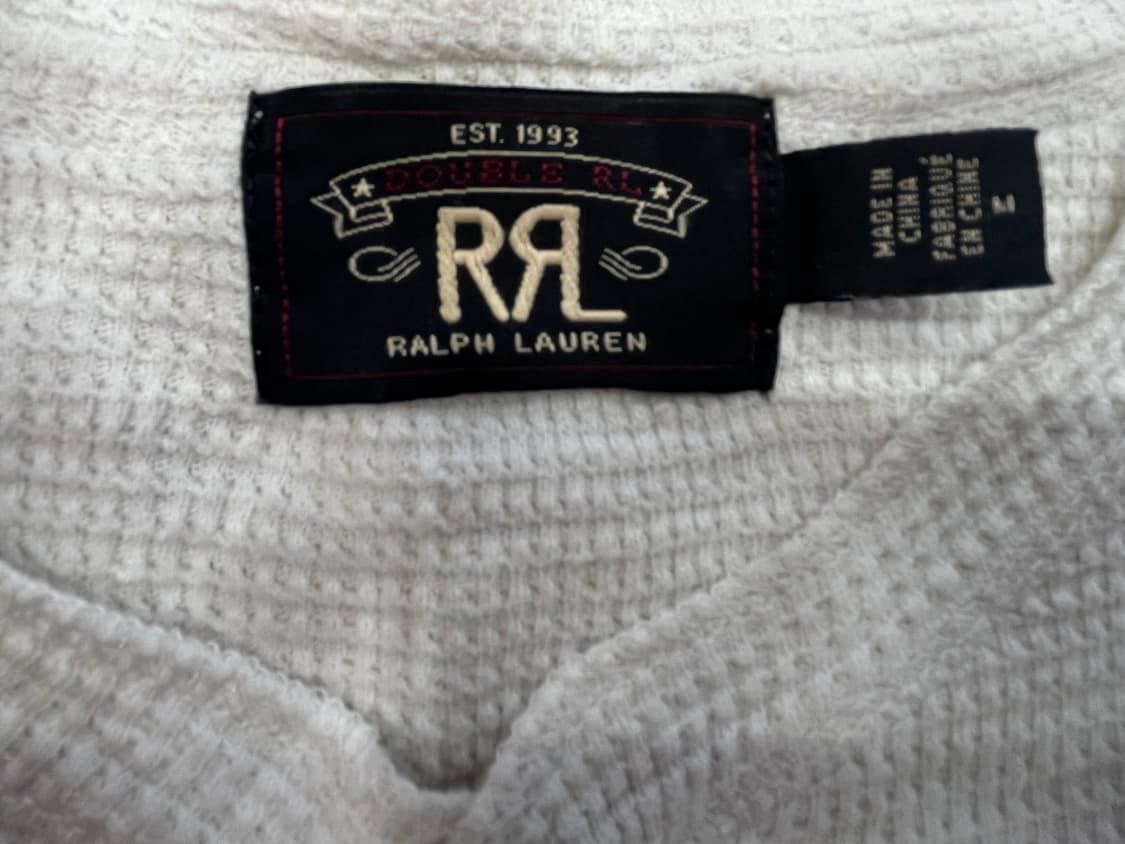 EST. 1993
DOUBLE RL
RRL
RALPH LAUREN
MADE IN
CHINA
FABRIQUÉ
EN CHINE
M